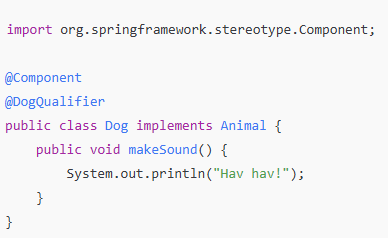 import org.springframework.stereotype.Component;
@Component
@DogQualifier
public class Dog implements Animal {
public void makeSound() {
System.out.println("Hav hav!");
}
}